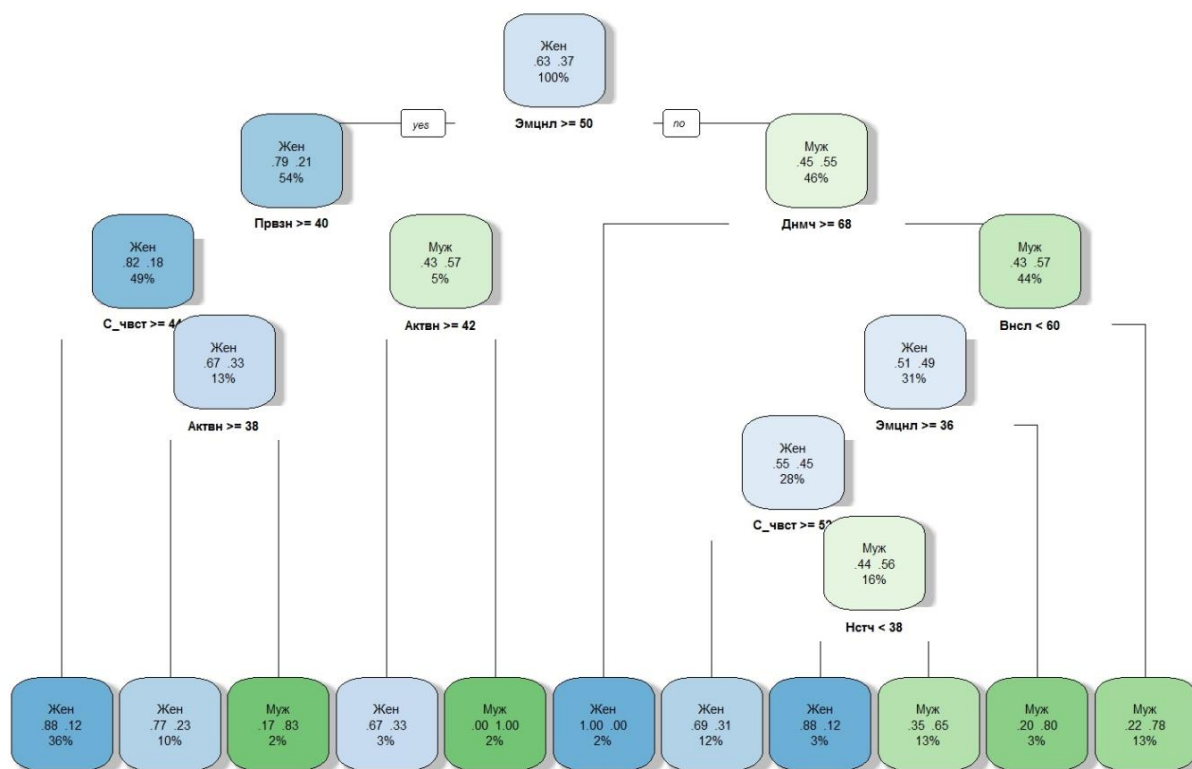 Жен
.63 .37
100%
yes
Эмцнл >= 50
no
Жен
.79 .21
54%
Муж
.45 .55
46%
Првзн >= 40
Днмч >= 68
Жен
.82 .18
49%
Муж
.43 .57
5%
Муж
.43 .57
44%
С_чвст >= 44
Актвн >= 42
Внсл < 60
Жен
.67 .33
13%
Жен
.51 .49
31%
Актвн >= 38
Эмцнл >= 36
Жен
.55 .45
28%
С_чвст >=
Муж
.44 .56
16%
Нстч < 38
Жен
.88 .12
36%
Жен
.77 .23
10%
Муж
.17 .83
2%
Жен
.67 .33
3%
Муж
.00 1.00
2%
Жен
1.00 .00
2%
Жен
.69 .31
12%
Жен
.88 .12
3%
Муж
.35 .65
13%
Муж
.20 .80
3%
Муж
.22 .78
13%